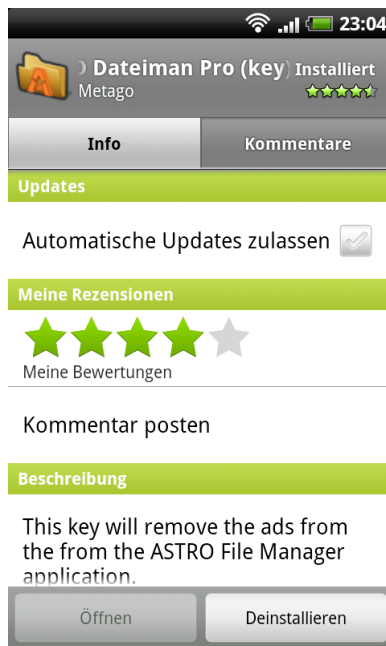 23:04
Dateiman Pro (key) Installiert
Metago
Info
Kommentare
Updates
Automatische Updates zulassen
Meine Rezensionen
Meine Bewertungen
Kommentar posten
Beschreibung
This key will remove the ads from
the from the ASTRO File Manager
application.
Öffnen
Deinstallieren